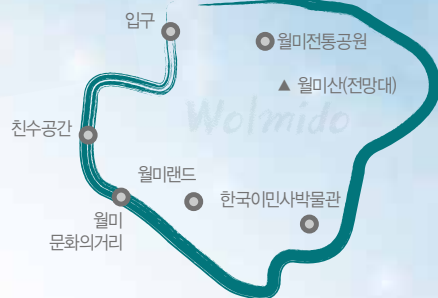 입구
월미전통공원
▲ 월미산(전망대)
Wolmido
친수공간
월미랜드
한국이민사박물관
월미
문화의거리